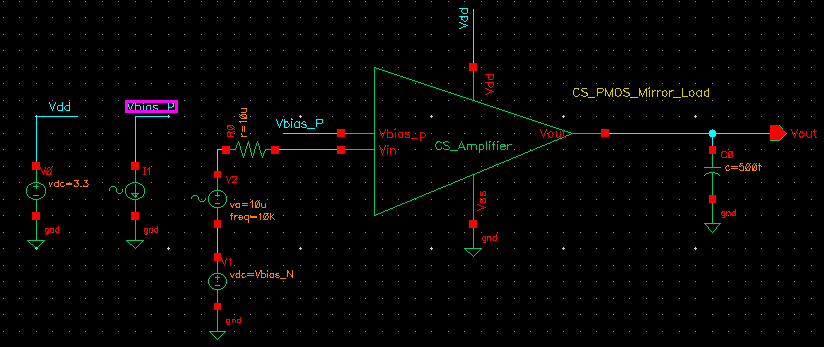 Vdd
Vdd
CS_PMOS_Mirror_Load
Vdd
Vbias_P
R0
r=10u
Vbias_P
Vbias_p
Vin
CS_Amplifier
Vout
Vout
V0
vdc=3.3
I1
V2
va=10u
freq=10K
Vss
C0
c=500f
gnd
gnd
gnd
gnd
V1
vdc=Vbias_N
gnd